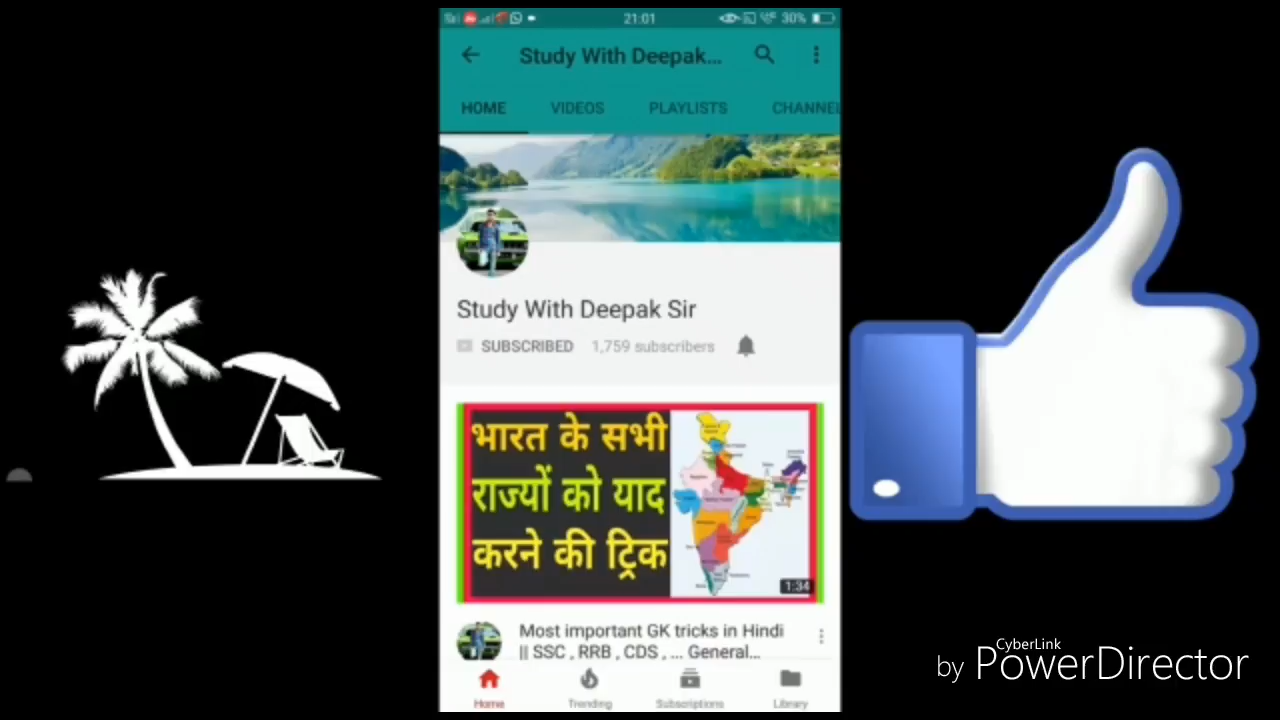 21:01
30%
Study With Deepak...
HOME VIDEOS PLAYLISTS CHANNEL
Study With Deepak Sir
SUBSCRIBED 1,759 subscribers
भारत के सभी
राज्यों को याद
करने की ट्रिक
1:34
Most important GK tricks in Hindi
|| SSC , RRB , CDS , ... General...
Home Trending Subscriptions Library
CyberLink
by PowerDirector